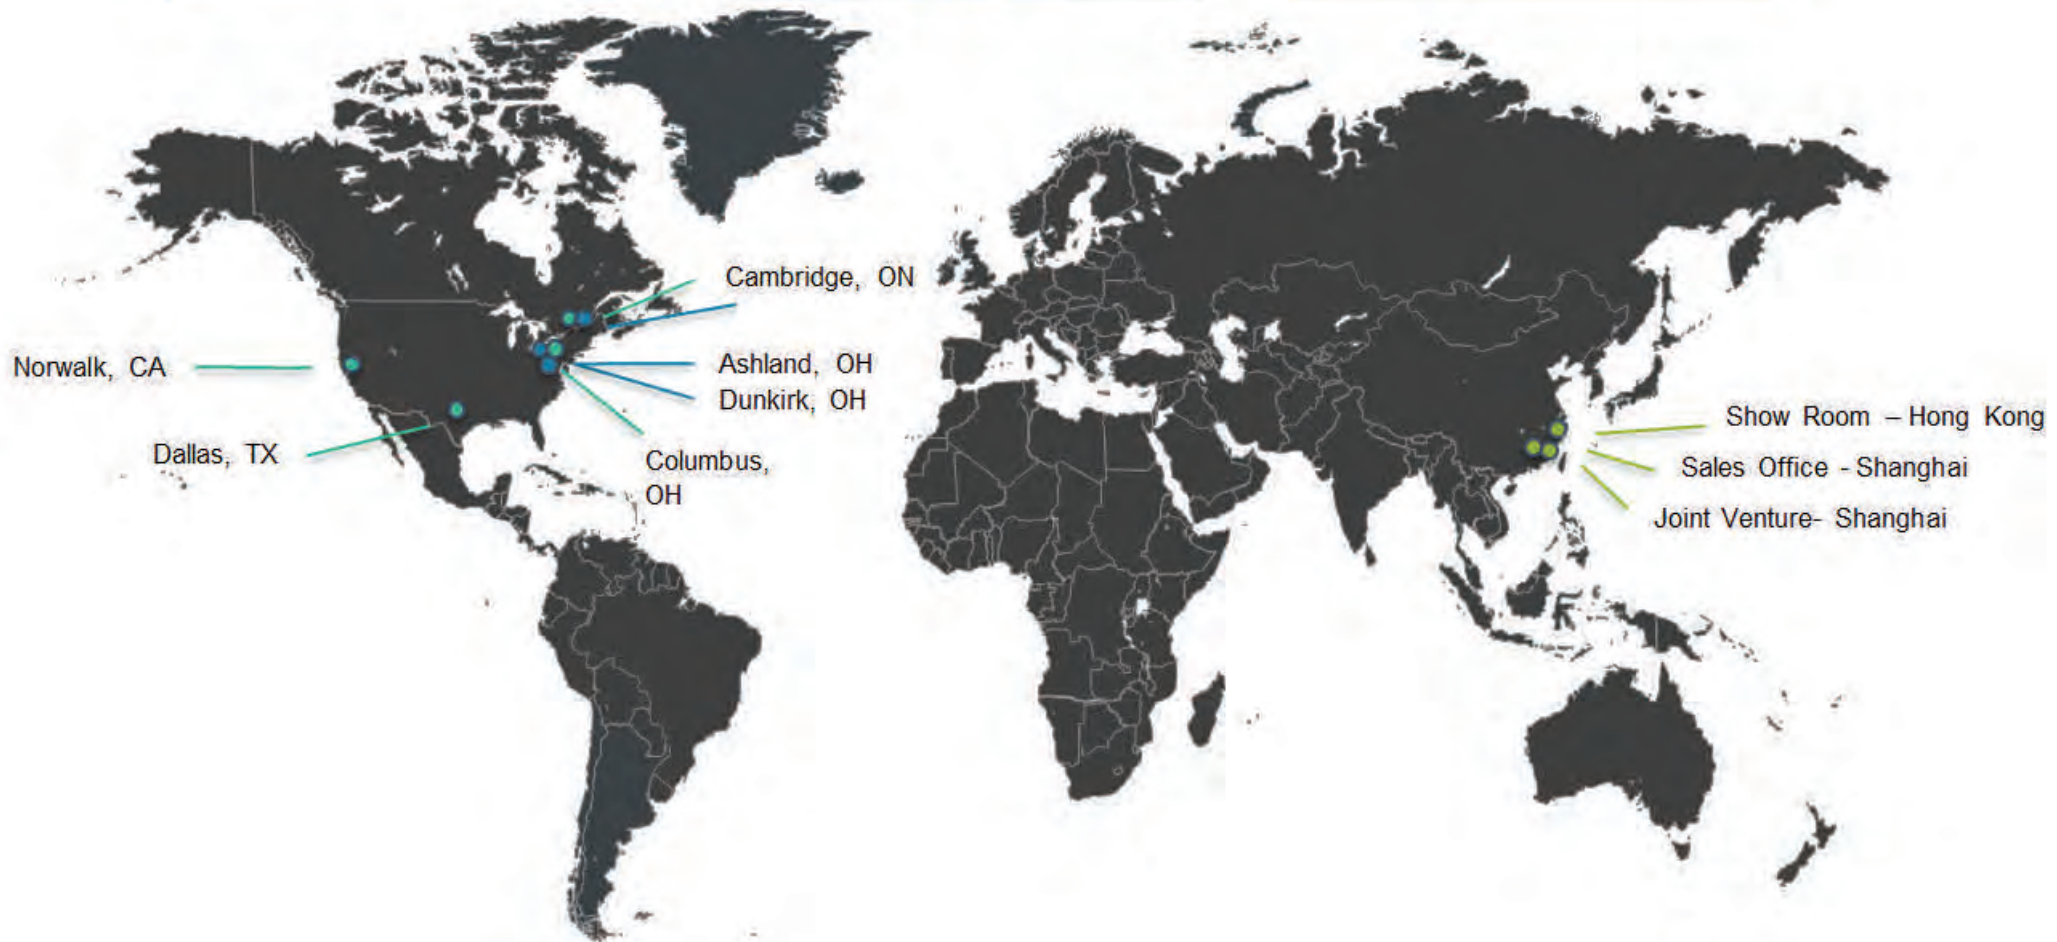 Cambridge, ON
Norwalk, CA
Ashland, OH
Dunkirk, OH
Dallas, TX
Columbus,
OH
Show Room – Hong Kong
Sales Office - Shanghai
Joint Venture- Shanghai